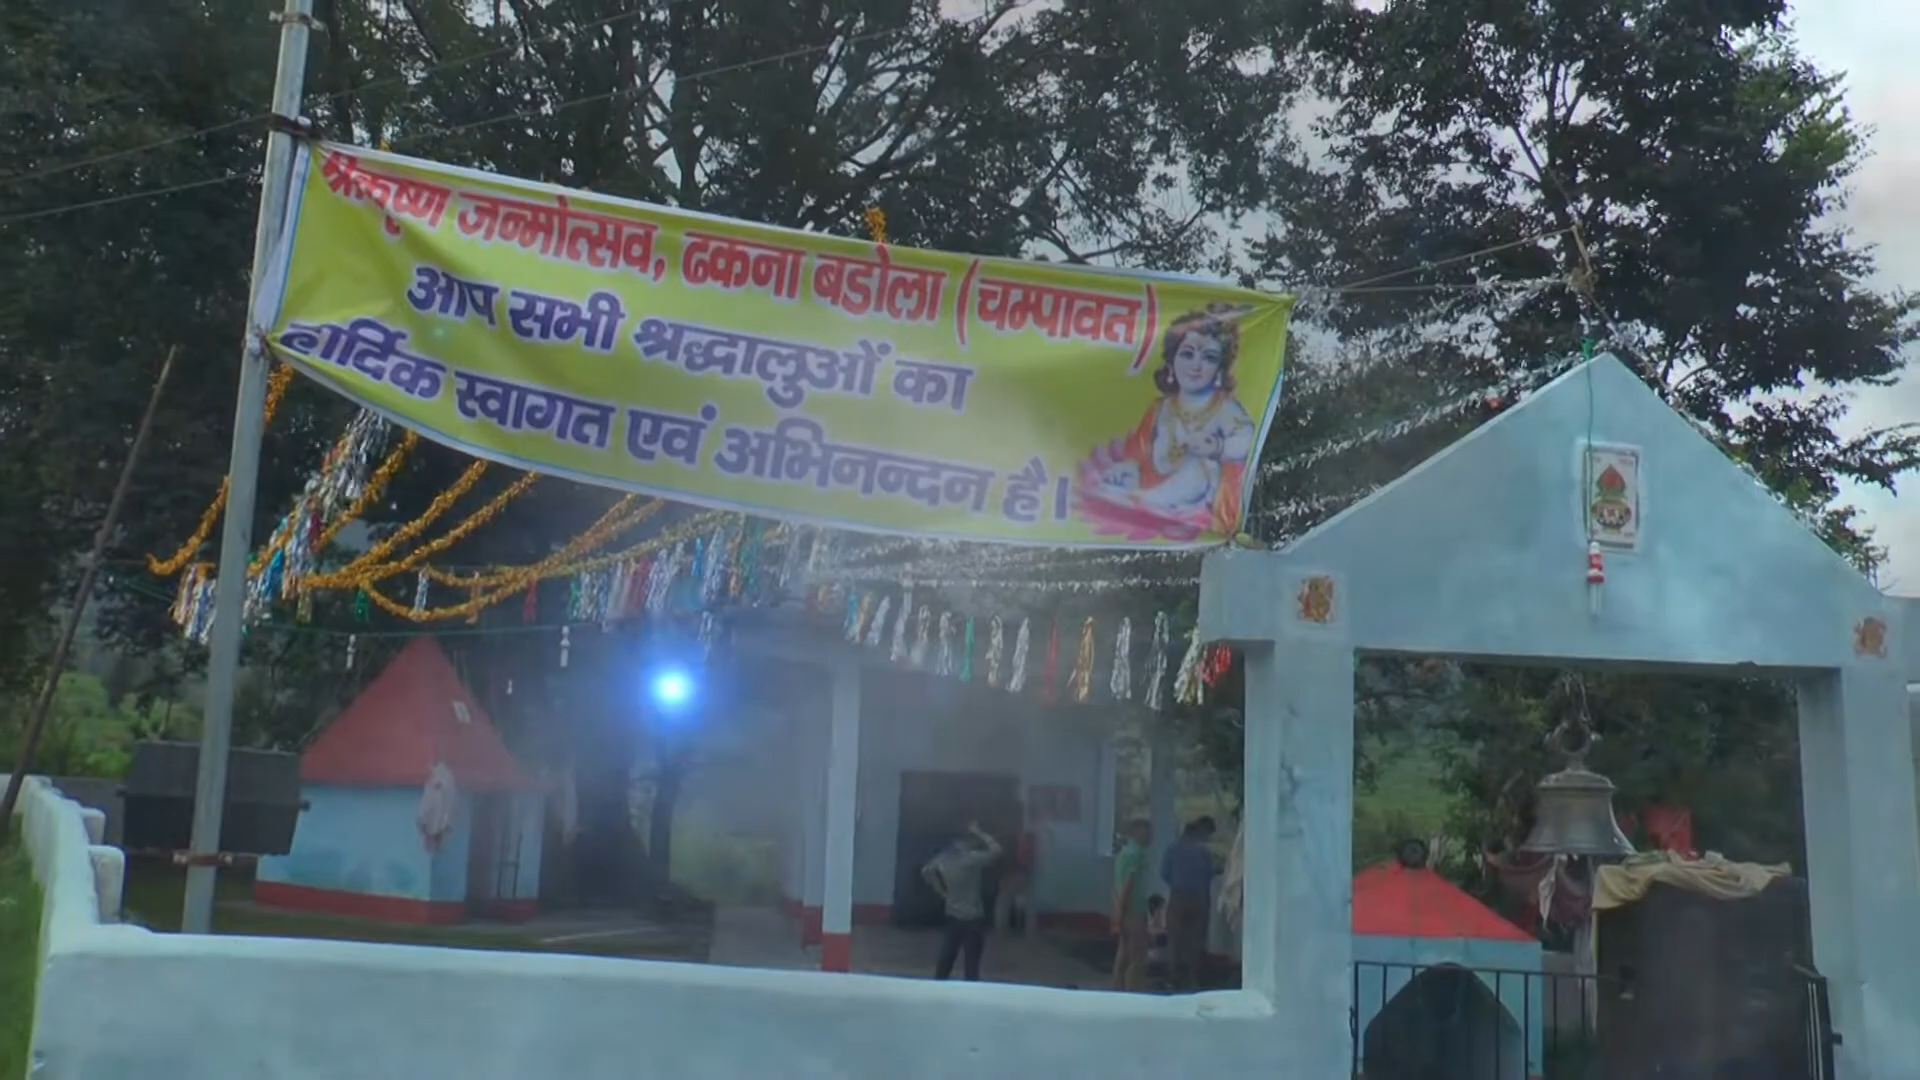 श्रीकृष्ण जन्मोत्सव, ढकना बडोला (चम्पावत)
आप सभी श्रद्धालुओं का
हार्दिक स्वागत एवं अभिनन्दन है।